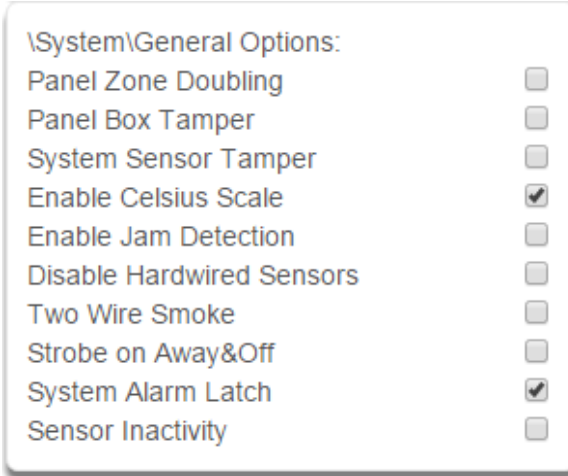 \System\General Options:
Panel Zone Doubling
Panel Box Tamper
System Sensor Tamper
Enable Celsius Scale
Enable Jam Detection
Disable Hardwired Sensors
Two Wire Smoke
Strobe on Away&Off
System Alarm Latch
Sensor Inactivity